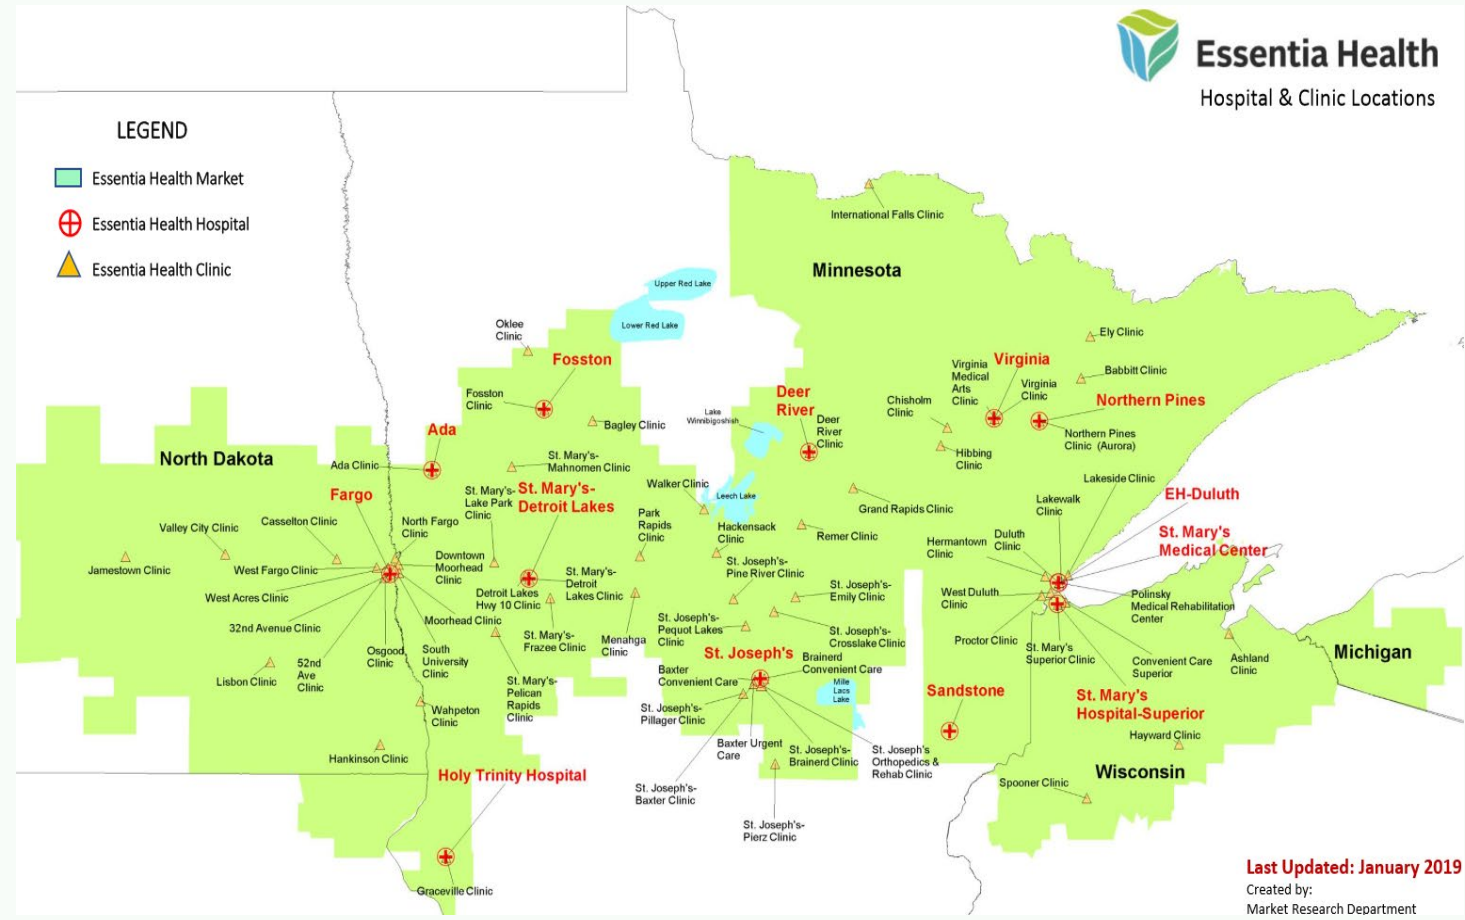 Essentia Health
Hospital & Clinic Locations
LEGEND
Essentia Health Market
Essentia Health Hospital
Essentia Health Clinic
International Falls Clinic
Minnesota
Upper Red Lake
Lower Red Lake
Oklee
Clinic
Fosston
Fosston
Clinic
Bagley Clinic
Ely Clinic
Babbitt Clinic
Virginia
Virginia
Medical
Arts
Clinic
Virginia
Clinic
Northern Pines
Northern Pines
Clinic (Aurora)
Chisholm
Clinic
Hibbing
Clinic
Deer
River
Deer
River
Clinic
Lake
Winnibigoshish
Leech Lake
Walker Clinic
Hackensack
Clinic
Grand Rapids Clinic
Remer Clinic
Ada
Ada Clinic
North Dakota
Fargo
St. Mary's-
Mahnomen Clinic
St. Mary's-
Lake Park
Clinic
St. Mary's-
Detroit Lakes
Park
Rapids
Clinic
Valley City Clinic
Casselton Clinic
North Fargo
Clinic
Jamestown Clinic
West Fargo Clinic
Downtown
Moorhead
Clinic
West Acres Clinic
32nd Avenue Clinic
Moorhead Clinic
Detroit Lakes
Hwy 10 Clinic
St. Mary's-
Detroit
Lakes Clinic
St. Mary's-
Frazee Clinic
Menahga
Clinic
Osgood
Clinic
South
University
Clinic
52nd
Ave
Clinic
Lisbon Clinic
St. Mary's-
Pelican
Rapids
Clinic
Wahpeton
Clinic
Hankinson Clinic
Holy Trinity Hospital
Graceville Clinic
St. Joseph's-
Pine River Clinic
St. Joseph's-
Emily Clinic
St. Joseph's-
Pequot Lakes
Clinic
St. Joseph's-
Crosslake Clinic
St. Joseph's
Baxter
Convenient Care
Brainerd
Convenient Care
Mille
Lacs
Lake
St. Joseph's-
Pillager Clinic
Baxter Urgent
Care
St. Joseph's-
Brainerd Clinic
St. Joseph's
Orthopedics &
Rehab Clinic
St. Joseph's-
Baxter Clinic
St. Joseph's-
Pierz Clinic
Lakeside Clinic
Lakewalk
Clinic
EH-Duluth
St. Mary's
Medical Center
Hermantown
Clinic
Duluth
Clinic
West Duluth
Clinic
Polinsky
Medical Rehabilitation
Center
Proctor Clinic
St. Mary's
Superior Clinic
Convenient Care
Superior
Ashland
Clinic
Michigan
Sandstone
St. Mary's
Hospital-Superior
Hayward Clinic
Wisconsin
Spooner Clinic
Last Updated: January 2019
Created by:
Market Research Department